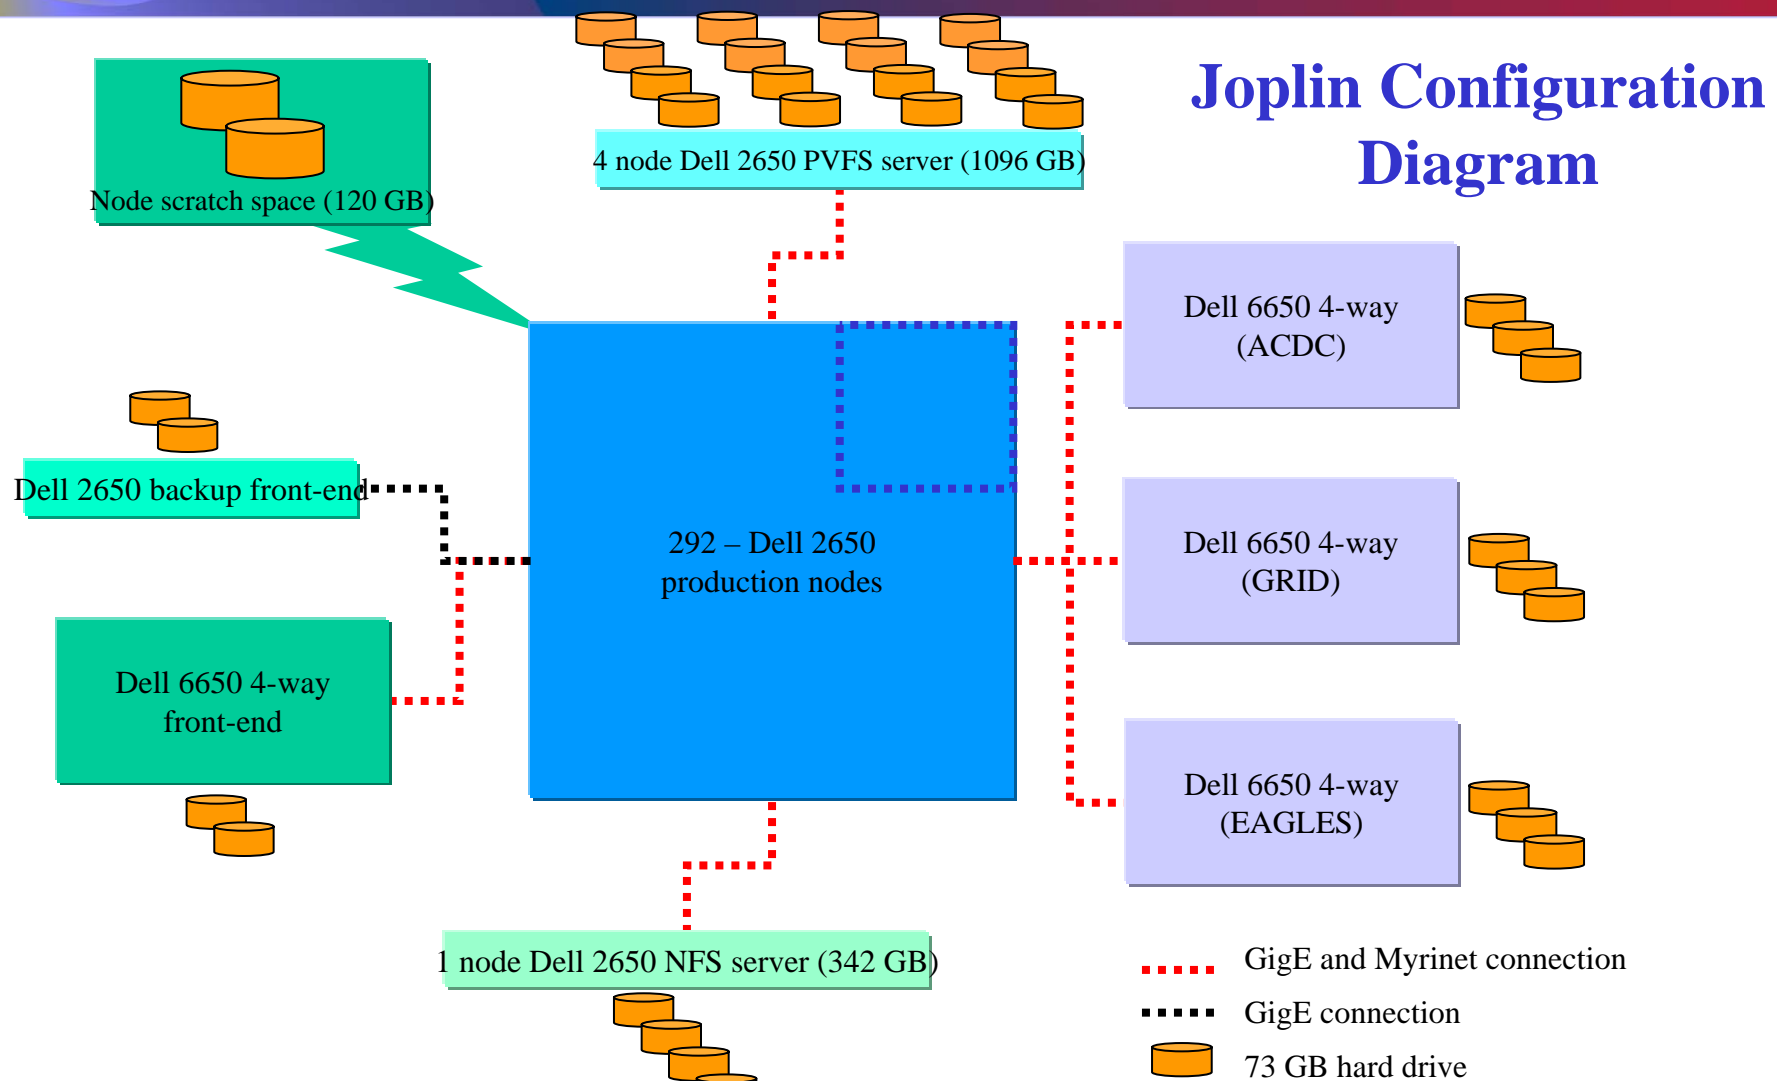 Joplin Configuration
Diagram
Node scratch space (120 GB)
4 node Dell 2650 PVFS server (1096 GB)
Dell 6650 4-way
(ACDC)
Dell 2650 backup front-end
292 – Dell 2650
production nodes
Dell 6650 4-way
(GRID)
Dell 6650 4-way
front-end
Dell 6650 4-way
(EAGLES)
1 node Dell 2650 NFS server (342 GB)
GigE and Myrinet connection
GigE connection
73 GB hard drive